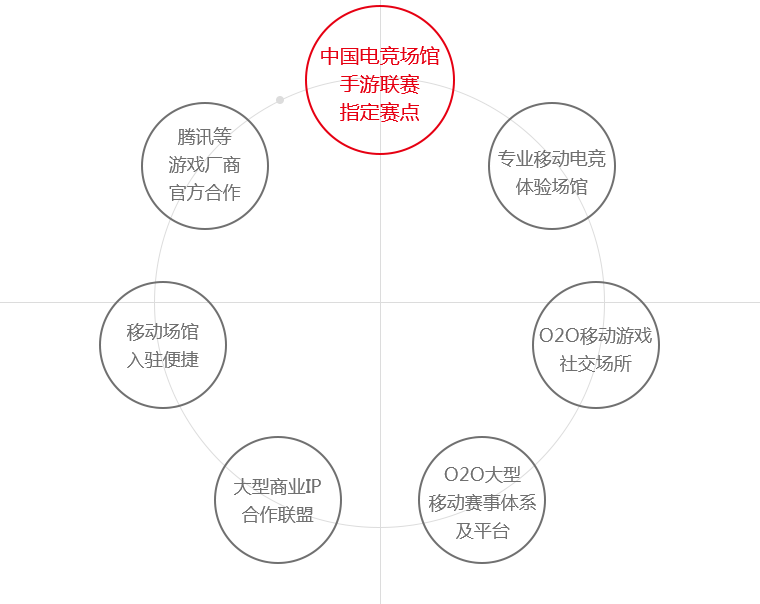 中国电竞场馆
手游联赛
指定赛点
腾讯等
游戏厂商
官方合作
专业移动电竞
体验场馆
移动场馆
入驻便捷
O2O移动游戏
社交场所
大型商业IP
合作联盟
O2O大型
移动赛事体系
及平台